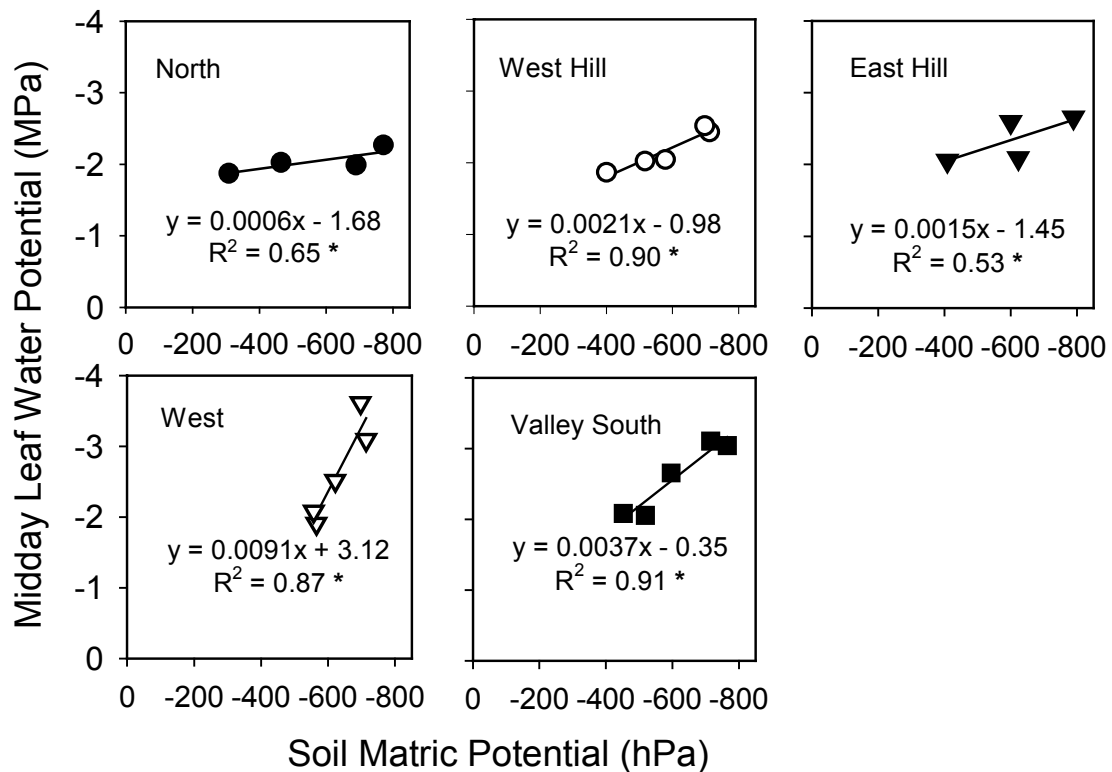 Midday Leaf Water Potential (MPa)
-4
-3
-2
-1
0
North
y = 0.0006x - 1.68
R² = 0.65 *
0 -200 -400 -600 -800
West Hill
y = 0.0021x - 0.98
R² = 0.90 *
0 -200 -400 -600 -800
East Hill
y = 0.0015x - 1.45
R² = 0.53 *
0 -200 -400 -600 -800
-4
-3
-2
-1
0
West
y = 0.0091x + 3.12
R² = 0.87 *
0 -200 -400 -600 -800
Valley South
y = 0.0037x - 0.35
R² = 0.91 *
0 -200 -400 -600 -800
Soil Matric Potential (hPa)